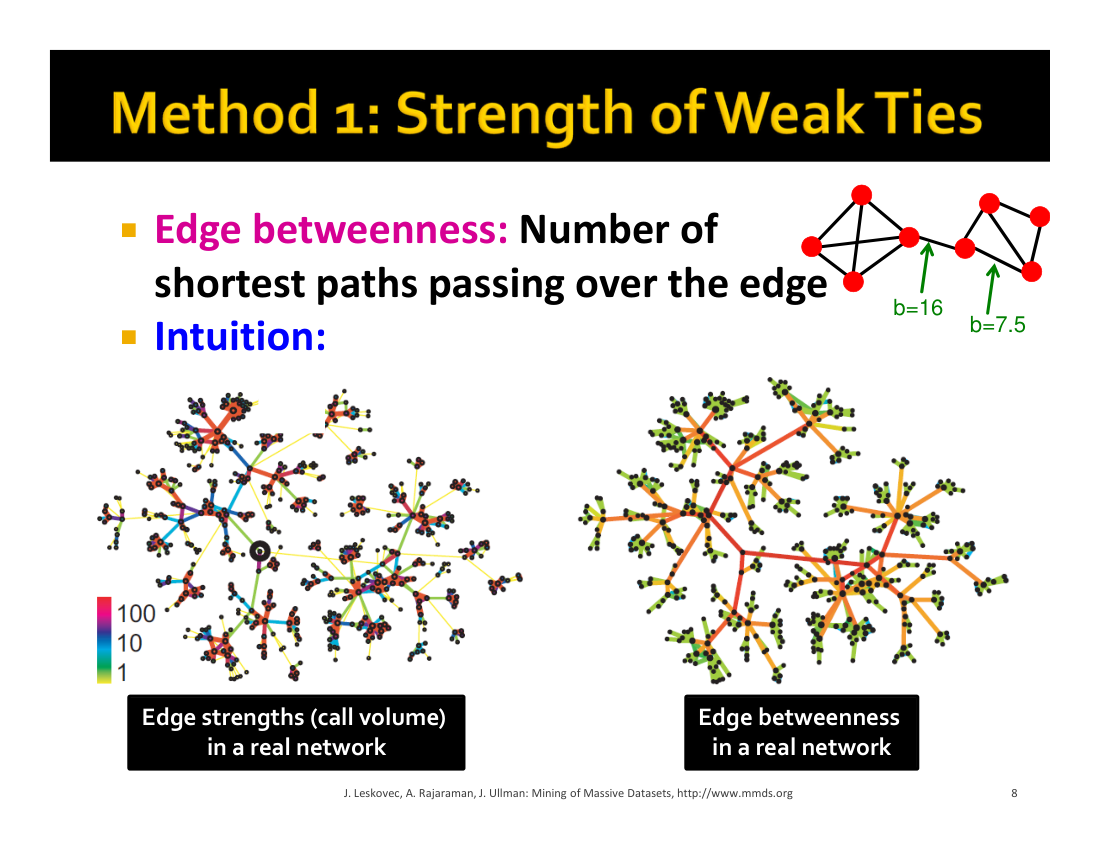 Method 1: Strength of Weak Ties
Edge betweenness: Number of
shortest paths passing over the edge
Intuition:
b=16
b=7.5
100
10
1
Edge strengths (call volume)
in a real network
Edge betweenness
in a real network
J. Leskovec, A. Rajaraman, J. Ullman: Mining of Massive Datasets, http://www.mmds.org
8